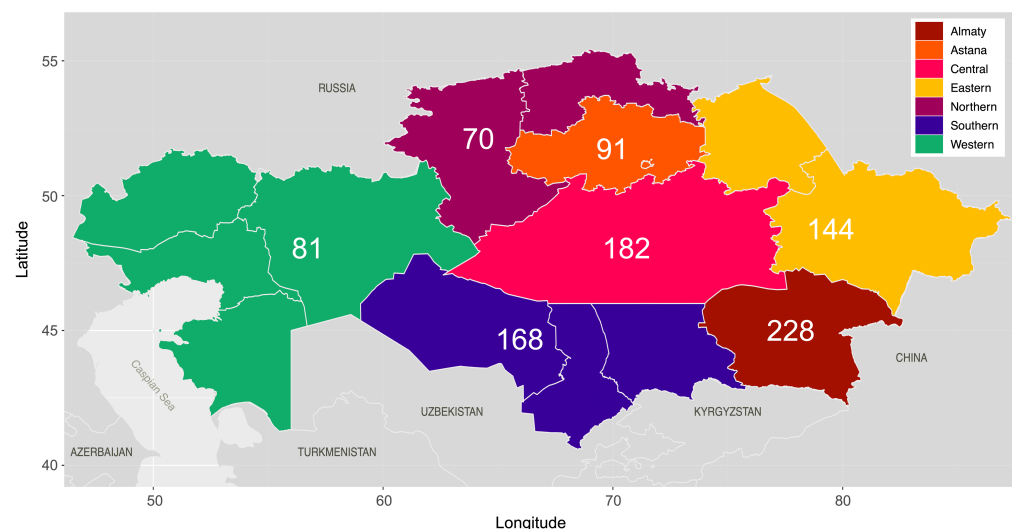 55
50
45
40
Latitude
50
60
70
80
Longitude
RUSSIA
CHINA
UZBEKISTAN
KYRGYZSTAN
AZERBAIJAN
TURKMENISTAN
Caspian Sea
70
91
81
182
144
168
228
Almaty
Astana
Central
Eastern
Northern
Southern
Western